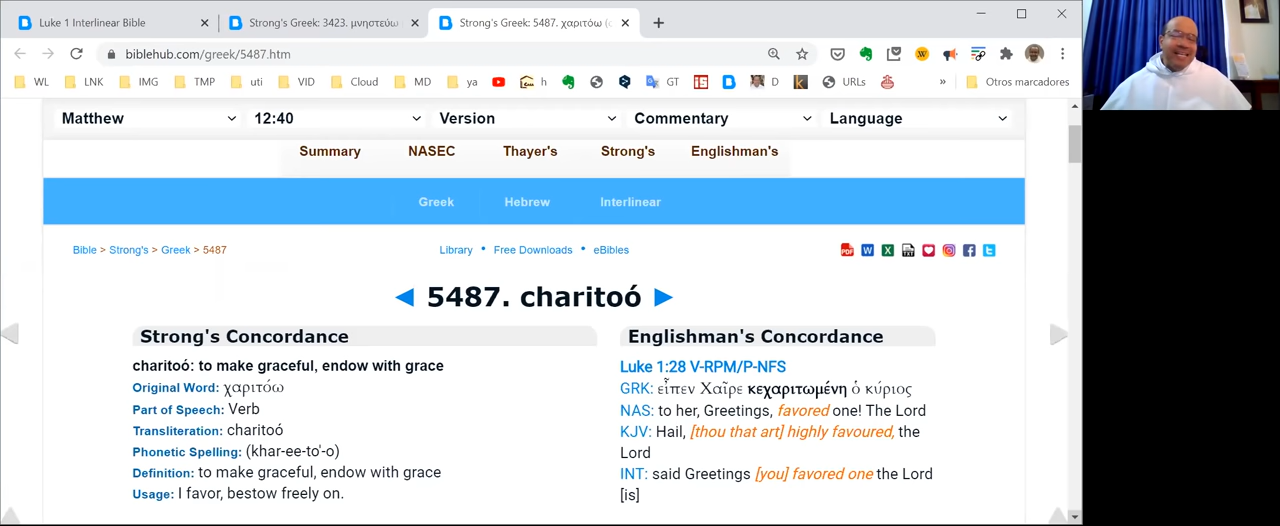 Luke 1 Interlinear Bible
Strong's Greek: 3423. μνηστεύω
Strong's Greek: 5487. χαριτόω (c
biblehub.com/greek/5487.htm
WL LNK IMG TMP uti VID Cloud MD ya h GT D k URLs » Otros marcadores
Matthew 12:40 Version Commentary Language
Summary NASEC Thayer's Strong's Englishman's
Greek Hebrew Interlinear
Bible > Strong's > Greek > 5487
Library • Free Downloads • eBibles
PDF W X TXT
◄ 5487. charitoó ►
Strong's Concordance
charitoó: to make graceful, endow with grace
Original Word: χαριτόω
Part of Speech: Verb
Transliteration: charitoó
Phonetic Spelling: (khar-ee-to'-o)
Definition: to make graceful, endow with grace
Usage: I favor, bestow freely on.
Englishman's Concordance
Luke 1:28 V-RPM/P-NFS
GRK: εἶπεν Χαῖρε κεχαριτωμένη ὁ κύριος
NAS: to her, Greetings, favored one! The Lord
KJV: Hail, [thou that art] highly favoured, the
Lord
INT: said Greetings [you] favored one the Lord
[is]